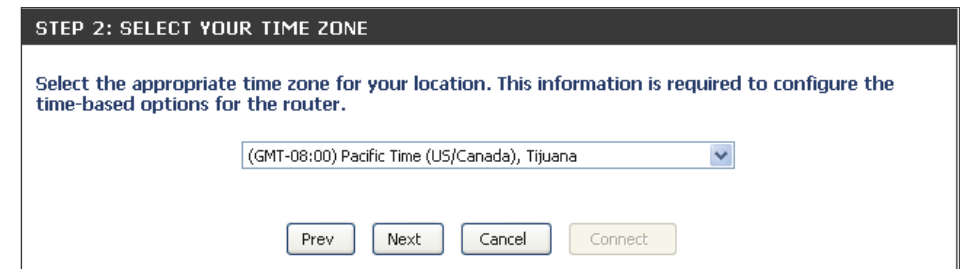 STEP 2: SELECT YOUR TIME ZONE
Select the appropriate time zone for your location. This information is required to configure the
time-based options for the router.
(GMT-08:00) Pacific Time (US/Canada), Tijuana
Prev Next Cancel Connect